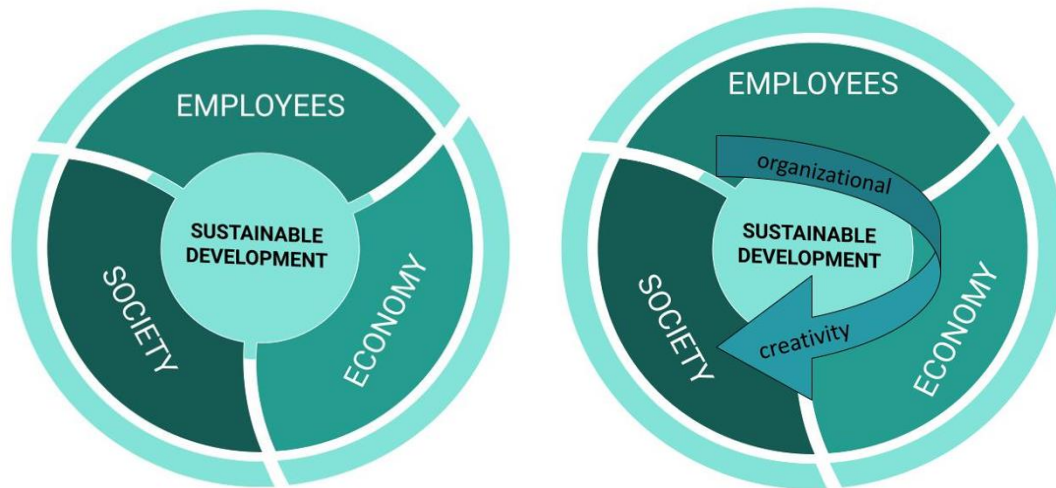 EMPLOYEES
SUSTAINABLE
DEVELOPMENT
SOCIETY
ECONOMY
EMPLOYEES
organizational
SUSTAINABLE
DEVELOPMENT
creativity
SOCIETY
ECONOMY